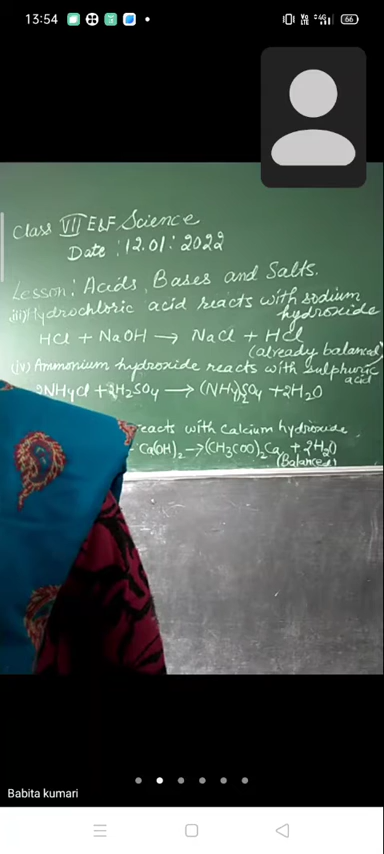 13:54
66
Class VII E&F Science
Date : 12.01 : 2022
Lesson : Acids, Bases and Salts.
(iii) Hydrochloric acid reacts with sodium
hydroxide
HCl + NaOH → NaCl + HCl
(already balanced)
(iv) Ammonium hydroxide reacts with sulphuric
acid
2NH4Cl + 2H2SO4 → (NH4)2SO4 + 2H2O
reacts with calcium hydroxide
Ca(OH)2 → (CH3COO)2Ca + 2H2O
(Balanced)
Babita kumari